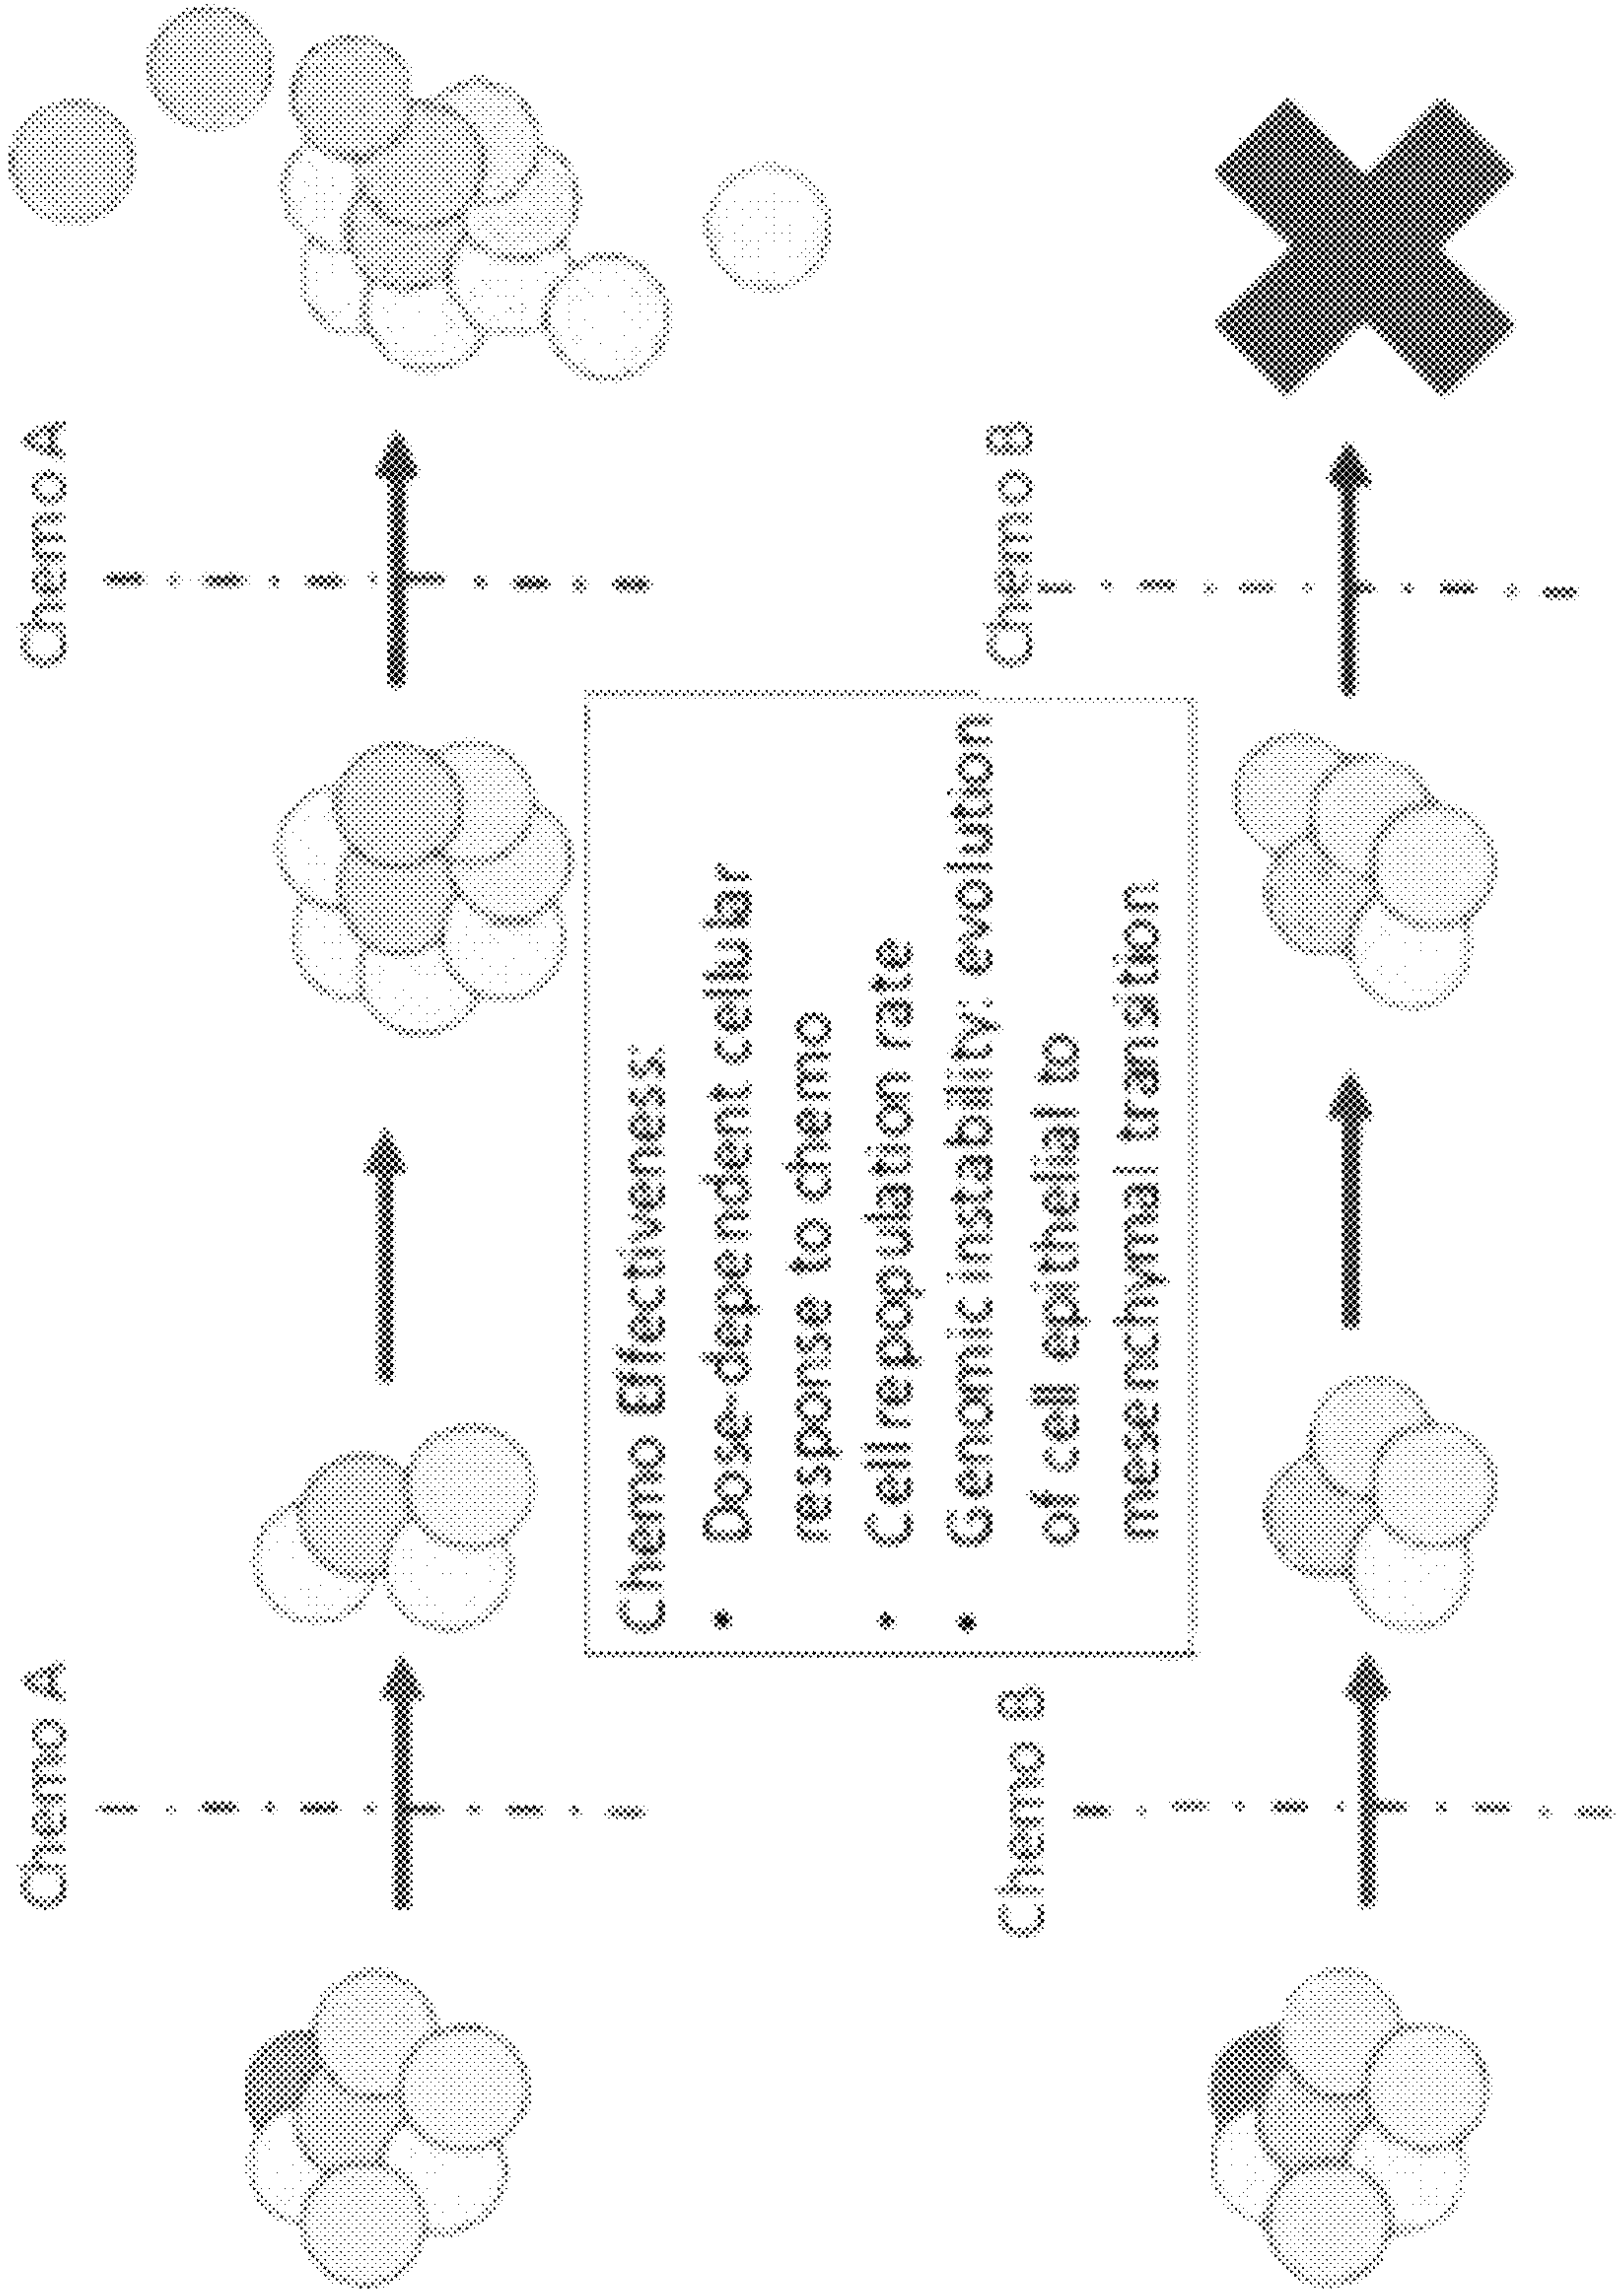 Chemo A
Chemo A
Chemo Effectiveness:
• Dose-dependent cellular
response to chemo
• Cell repopulation rate
• Genomic instability: evolution
of cell epithelial to
mesenchymal transition
Chemo B
Chemo B